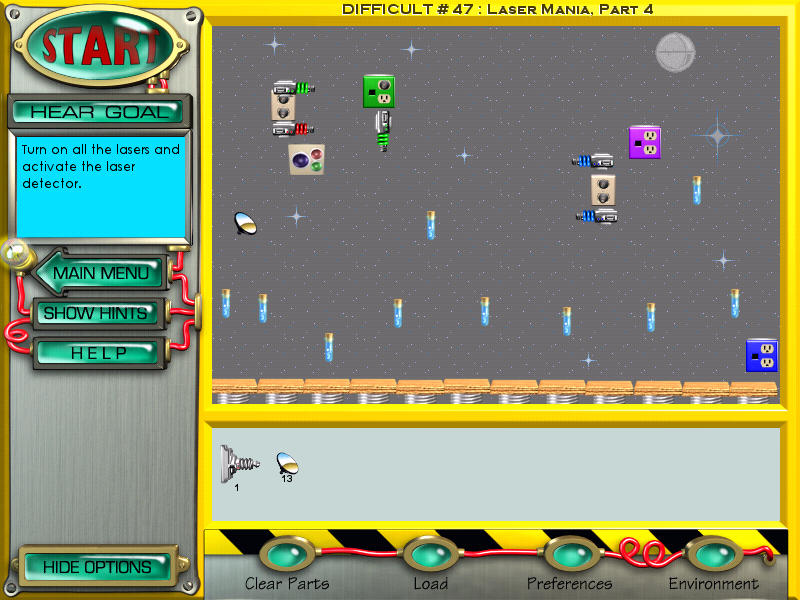 DIFFICULT # 47 : Laser Mania, Part 4
START
HEAR GOAL
Turn on all the lasers and
activate the laser
detector.
MAIN MENU
SHOW HINTS
HELP
1
13
HIDE OPTIONS
Clear Parts
Load
Preferences
Environment